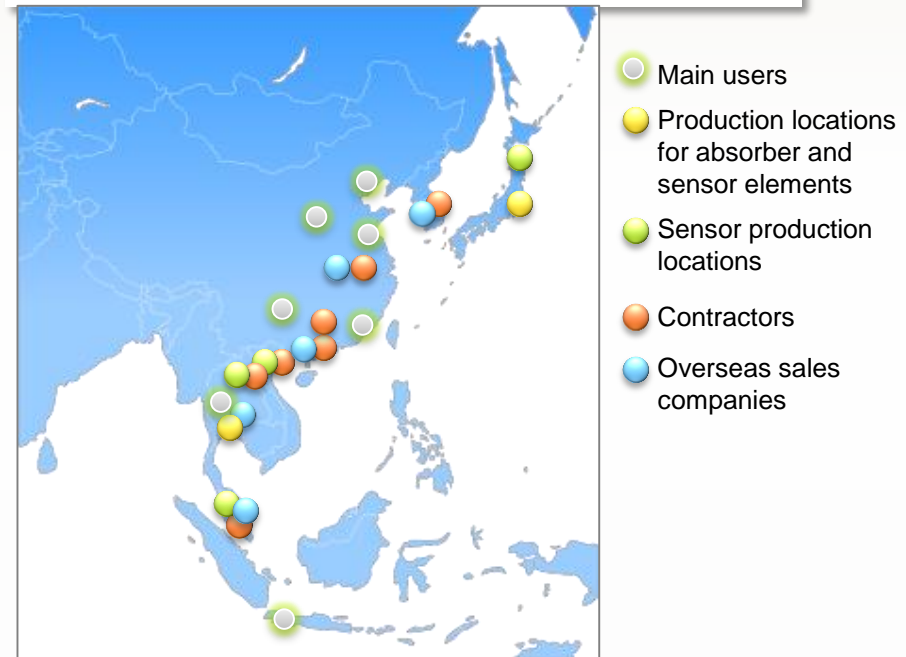 Main users
Production locations
for absorber and
sensor elements
Sensor production
locations
Contractors
Overseas sales
companies